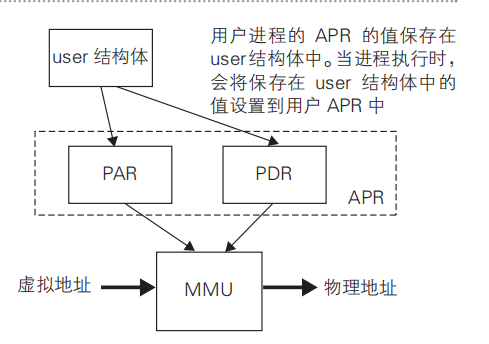 用户进程的 APR 的值保存在
user结构体中。当进程执行时,
会将保存在 user 结构体中的
值设置到用户 APR 中
user 结构体
PAR
PDR
APR
虚拟地址
MMU
物理地址